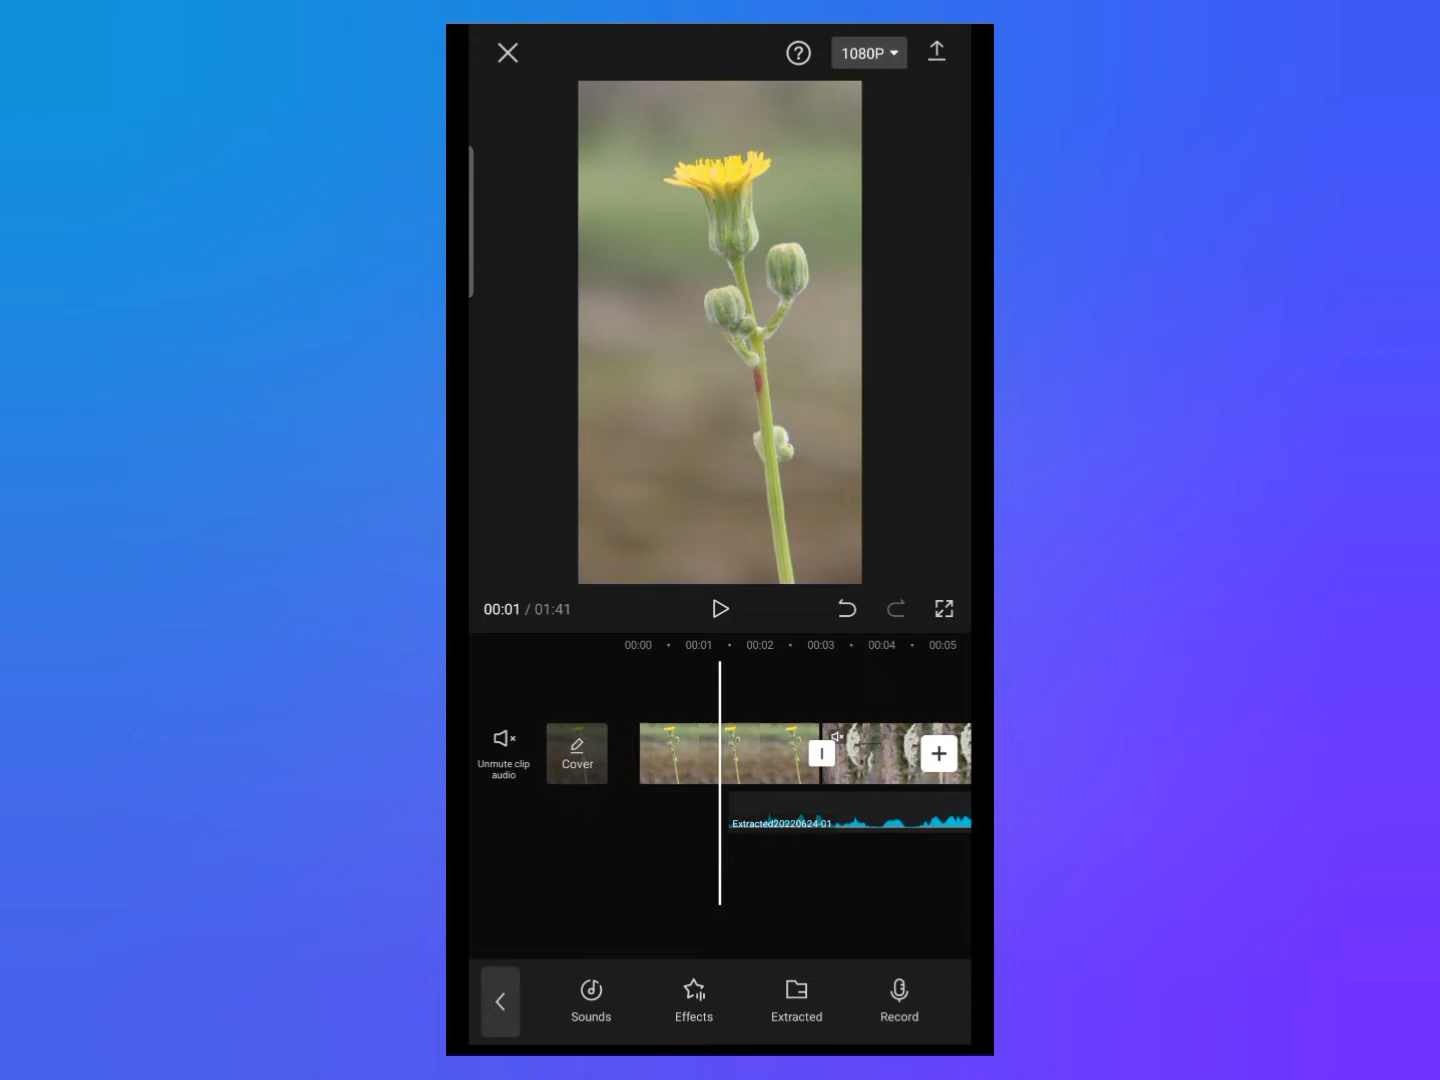 1080P
00:01 / 01:41
00:00 00:01 00:02 00:03 00:04 00:05
Unmute clip
audio
Cover
Extracted20220624-01
Sounds Effects Extracted Record